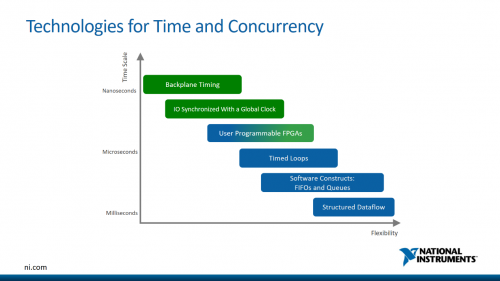 Technologies for Time and Concurrency
Time Scale
Nanoseconds
Backplane Timing
IO Synchronized With a Global Clock
User Programmable FPGAs
Microseconds
Timed Loops
Software Constructs:
FIFOs and Queues
Structured Dataflow
Milliseconds
Flexibility
NATIONAL
INSTRUMENTS™
ni.com